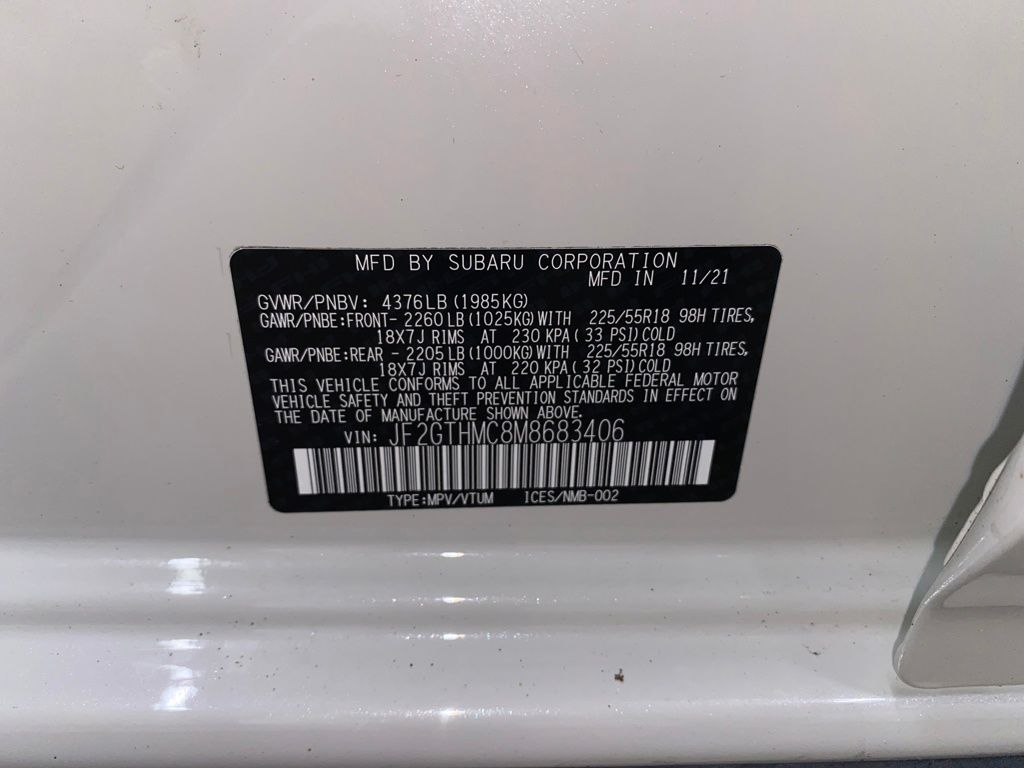 MFD BY SUBARU CORPORATION
MFD IN 11/21
GVWR/PNBV: 4376LB (1985KG)
GAWR/PNBE:FRONT- 2260LB (1025KG) WITH 225/55R18 98H TIRES,
18X7J RIMS AT 230 KPA ( 33 PSI) COLD
GAWR/PNBE:REAR - 2205LB (1000KG) WITH 225/55R18 98H TIRES,
18X7J RIMS AT 220 KPA ( 32 PSI) COLD
THIS VEHICLE CONFORMS TO ALL APPLICABLE FEDERAL MOTOR
VEHICLE SAFETY AND THEFT PREVENTION STANDARDS IN EFFECT ON
THE DATE OF MANUFACTURE SHOWN ABOVE.
VIN: JF2GTHMC8M8683406
TYPE:MPV/VTUM ICES/NMB-002